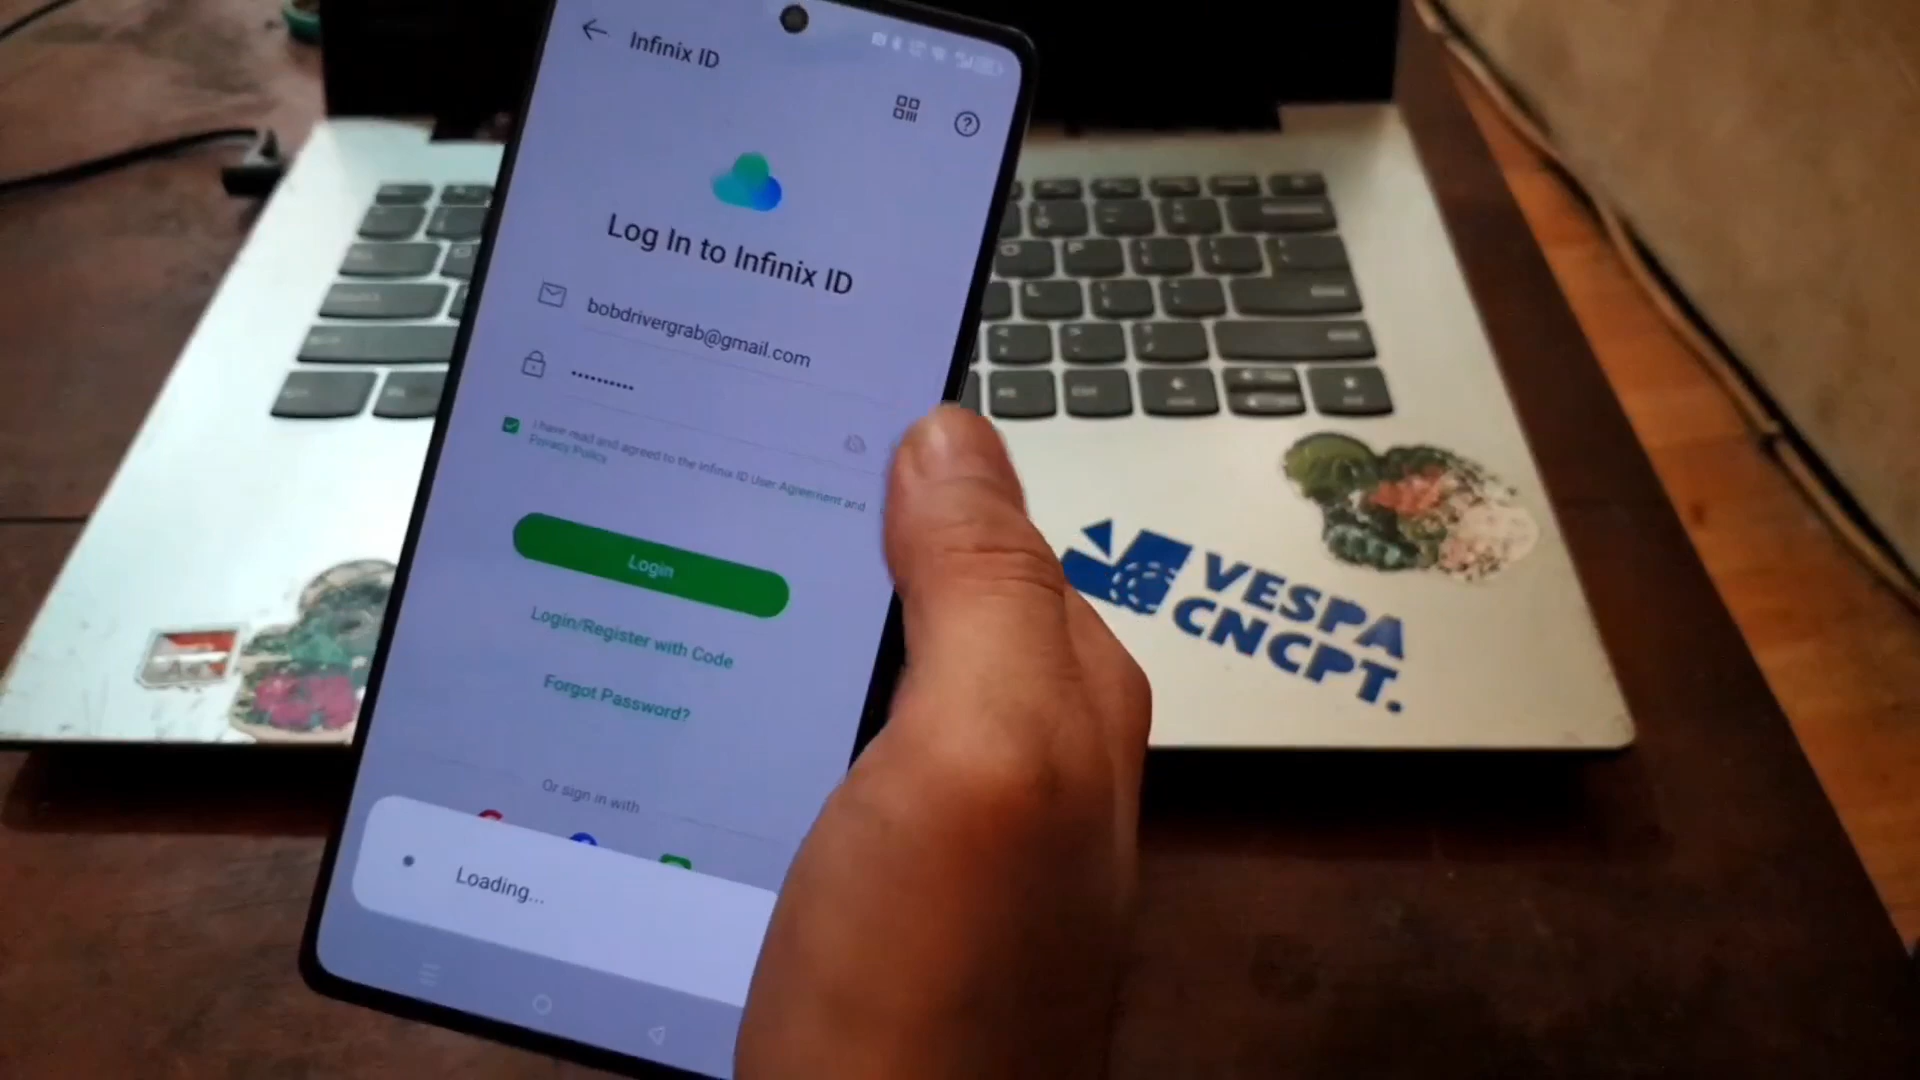 Infinix ID
Log In to Infinix ID
bobdrivergrab@gmail.com
••••••••••
I have read and agreed to the Infinix ID User Agreement and
Privacy Policy
Login
Login/Register with Code
Forgot Password?
Or sign in with
Loading...
VESPA
CNCPT.